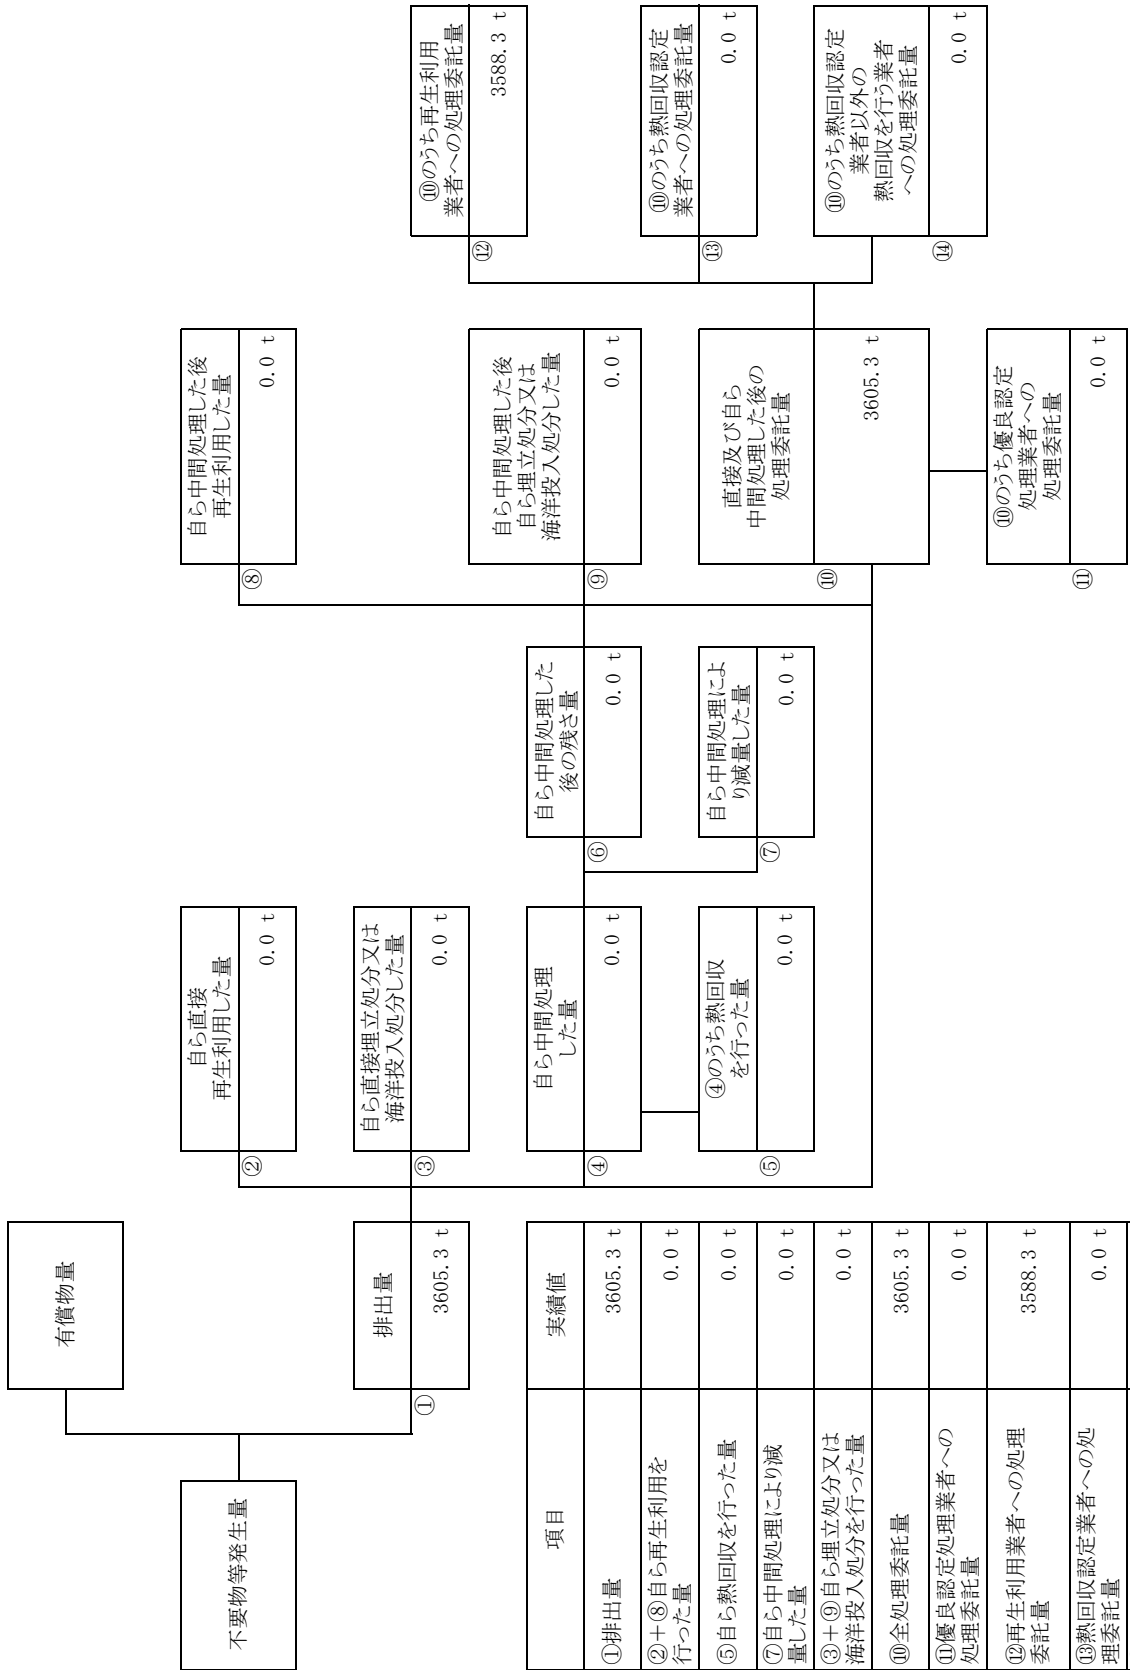 有償物量
不要物等発生量
排出量
①
3605.3 t
自ら直接
再生利用した量
②
0.0 t
自ら直接埋立処分又は
海洋投入処分した量
③
0.0 t
自ら中間処理
した量
④
0.0 t
④のうち熱回収
を行った量
⑤
0.0 t
自ら中間処理した
後の残さ量
⑥
0.0 t
自ら中間処理によ
り減量した量
⑦
0.0 t
自ら中間処理した後
再生利用した量
⑧
0.0 t
自ら中間処理した後
自ら埋立処分又は
海洋投入処分した量
⑨
0.0 t
直接及び自ら
中間処理した後の
処理委託量
⑩
3605.3 t
⑩のうち優良認定
処理業者への
処理委託量
⑪
0.0 t
⑩のうち再生利用
業者への処理委託量
⑫
3588.3 t
⑩のうち熱回収認定
業者への処理委託量
⑬
0.0 t
⑩のうち熱回収認定
業者以外の
熱回収を行う業者
への処理委託量
⑭
0.0 t
項目 実績値
①排出量 3605.3 t
②+⑧自ら再生利用を
行った量 0.0 t
⑤自ら熱回収を行った量 0.0 t
⑦自ら中間処理により減
量した量 0.0 t
③+⑨自ら埋立処分又は
海洋投入処分を行った量 0.0 t
⑩全処理委託量 3605.3 t
⑪優良認定処理業者への
処理委託量 0.0 t
⑫再生利用業者への処理
委託量 3588.3 t
⑬熱回収認定業者への処
理委託量 0.0 t